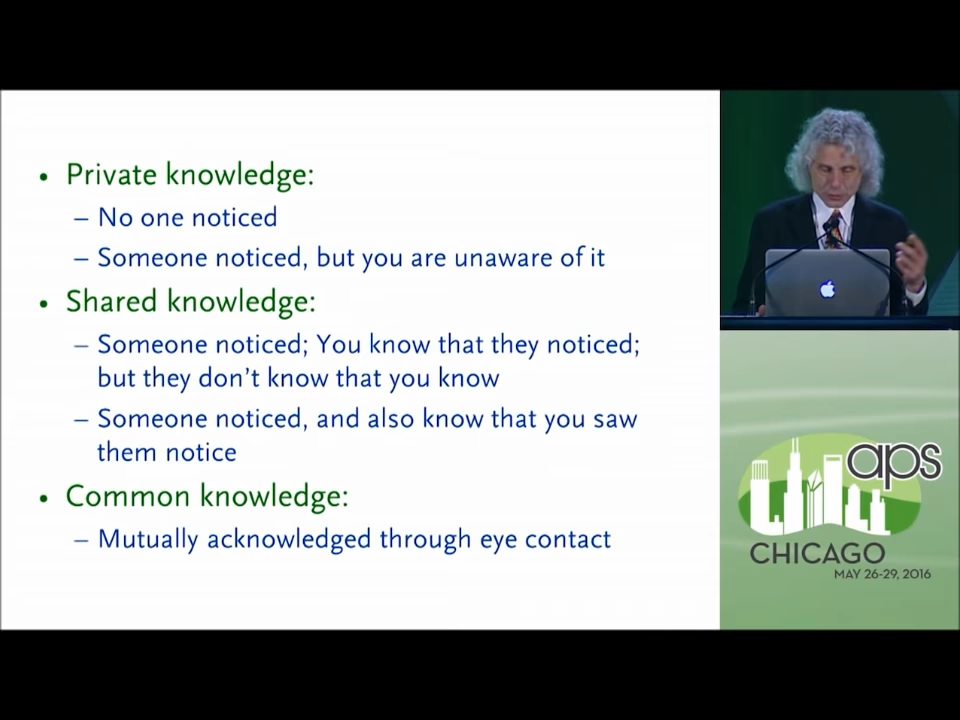 • Private knowledge:
– No one noticed
– Someone noticed, but you are unaware of it
• Shared knowledge:
– Someone noticed; You know that they noticed;
but they don’t know that you know
– Someone noticed, and also know that you saw
them notice
• Common knowledge:
– Mutually acknowledged through eye contact
aps
CHICAGO
MAY 26-29, 2016